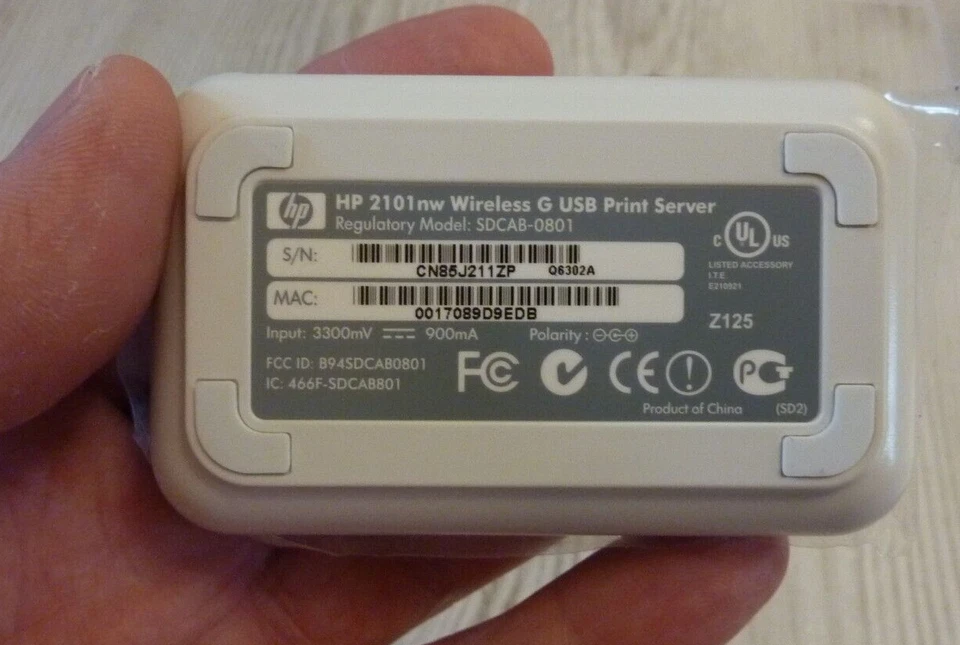 hp HP 2101nw Wireless G USB Print Server
Regulatory Model: SDCAB-0801
S/N:
CN85J211ZP Q6302A
MAC:
0017089D9EDB
Input: 3300mV 900mA Polarity :
FCC ID: B94SDCAB0801
IC: 466F-SDCAB801
C UL US
LISTED ACCESSORY
I.T.E.
E210921
Z125
FC CE ! PCT
Product of China (SD2)